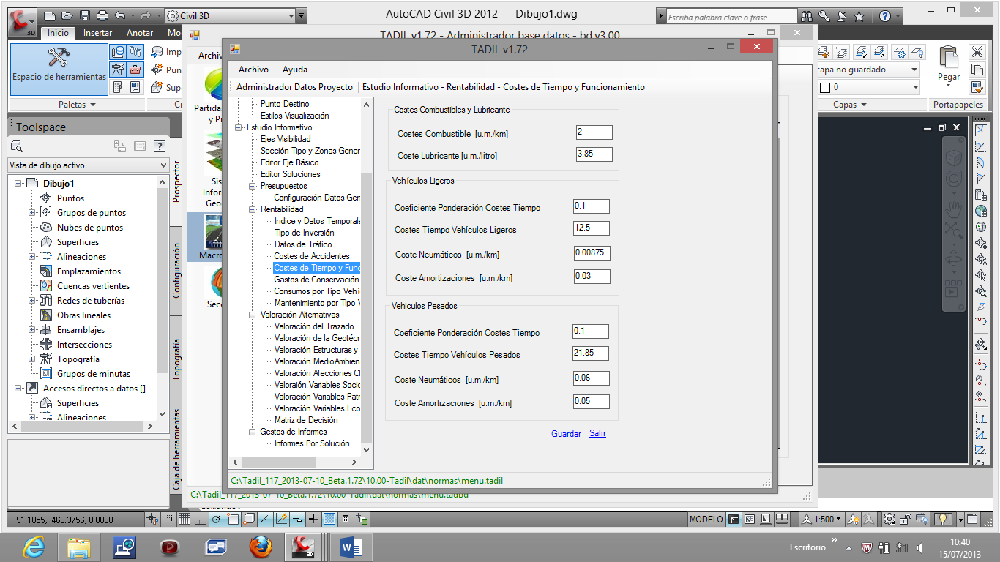 AutoCAD Civil 3D 2012 Dibujo1.dwg
Civil 3D
Escriba palabra clave o frase
Inicio Insertar Anotar Mo
Espacio de herramientas
Imp
Pun
Sup
Paletas
capa no guardado
0
Capas
Pegar
Portapapeles
TADIL v1.72 - Administrador base datos - bd v3.00
Archiv
Partidas
y Pr
Sis
Infor
Geo
Macro
Sec
Toolspace
Vista de dibujo activo
Dibujo1
Puntos
Grupos de puntos
Nubes de puntos
Superficies
Alineaciones
Emplazamientos
Cuencas vertientes
Redes de tuberías
Obras lineales
Ensamblajes
Intersecciones
Topografía
Grupos de minutas
Accesos directos a datos []
Superficies
Alineaciones
Prospector
Configuración
Topografía
Caja de herramientas
TADIL v1.72
Archivo Ayuda
Administrador Datos Proyecto Estudio Informativo - Rentabilidad - Costes de Tiempo y Funcionamiento
Punto Destino
Estilos Visualización
Estudio Informativo
Ejes Visibilidad
Sección Tipo y Zonas Gener
Editor Eje Básico
Editor Soluciones
Presupuestos
Configuración Datos Gen
Rentabilidad
Indice y Datos Temporale
Tipo de Inversión
Datos de Tráfico
Costes de Accidentes
Costes de Tiempo y Func
Gastos de Conservación
Consumos por Tipo Vehí
Mantenimiento por Tipo V
Valoración Alternativas
Valoración del Trazado
Valoración de la Geotécn
Valoración Estructuras y
Valoración MedioAmbien
Valoración Afecciones Cl
Valoraión Variables Socio
Valoración Variables Patr
Valoración Variables Eco
Matriz de Decisión
Gestos de Informes
Informes Por Solución
Costes Combustibles y Lubricante
Costes Combustible [u.m./km] 2
Coste Lubricante [u.m./litro] 3.85
Vehículos Ligeros
Coeficiente Ponderación Costes Tiempo 0.1
Costes Tiempo Vehículos Ligeros 12.5
Coste Neumáticos [u.m./km] 0.00875
Coste Amortizaciones [u.m./km] 0.03
Vehiculos Pesados
Coeficiente Ponderación Costes Tiempo 0.1
Costes Tiempo Vehículos Pesados 21.85
Coste Neumáticos [u.m./km] 0.06
Coste Amortizaciones [u.m./km] 0.05
Guardar Salir
C:\Tadil_117_2013-07-10_Beta.1.72\10.00-Tadil\dat\normas\menu.tadil
C:\Tadil_117_2013-07-10_Beta.1.72\10.00-Tadil\dat\normas\menu.tadbd
91.1055, 460.3756, 0.0000
MODELO
1:500
Escritorio
10:40
15/07/2013